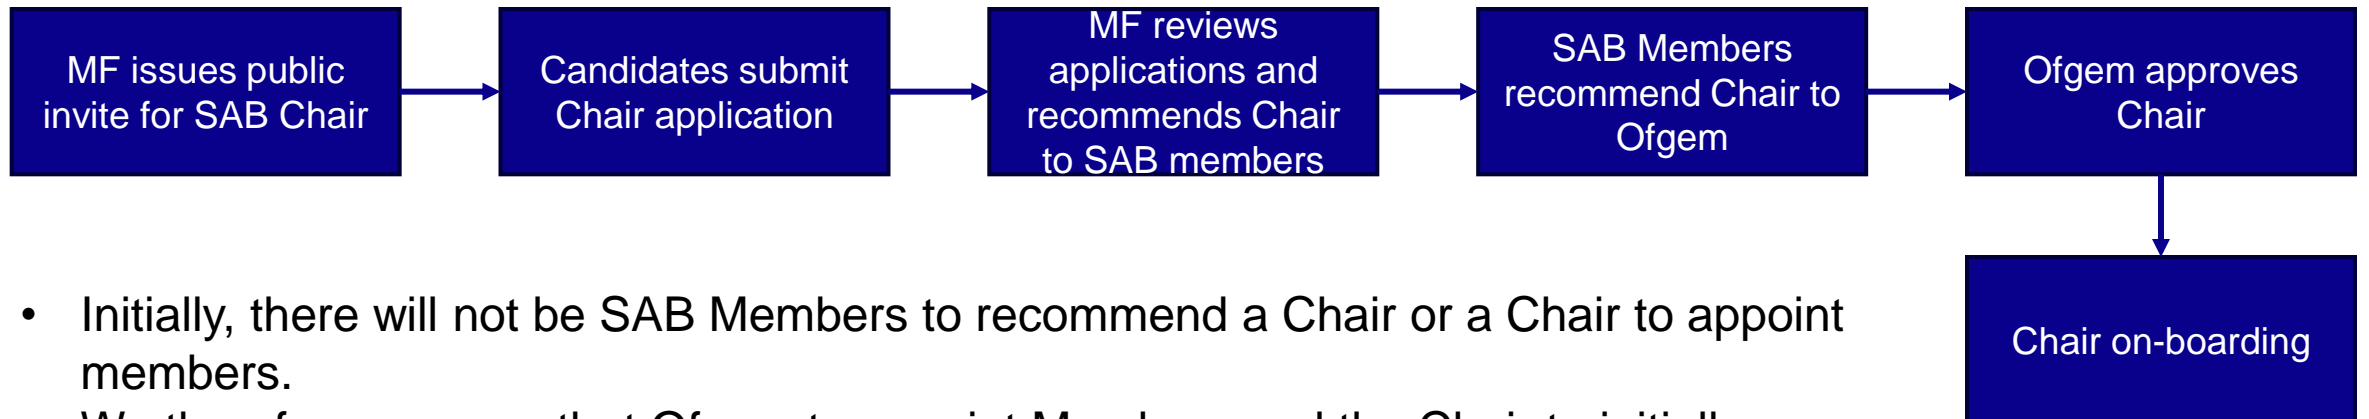 MF issues public
invite for SAB Chair
Candidates submit
Chair application
MF reviews
applications and
recommends Chair
to SAB members
SAB Members
recommend Chair to
Ofgem
Ofgem approves
Chair
Chair on-boarding
• Initially, there will not be SAB Members to recommend a Chair or a Chair to appoint
members.